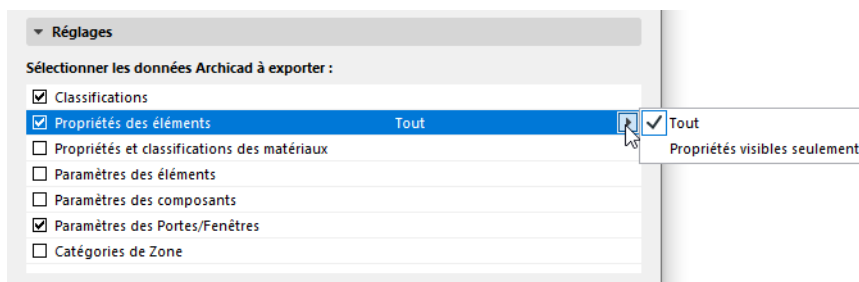 Réglages
Sélectionner les données Archicad à exporter :
Classifications
Propriétés des éléments Tout
Tout
Propriétés visibles seulement
Propriétés et classifications des matériaux
Paramètres des éléments
Paramètres des composants
Paramètres des Portes/Fenêtres
Catégories de Zone